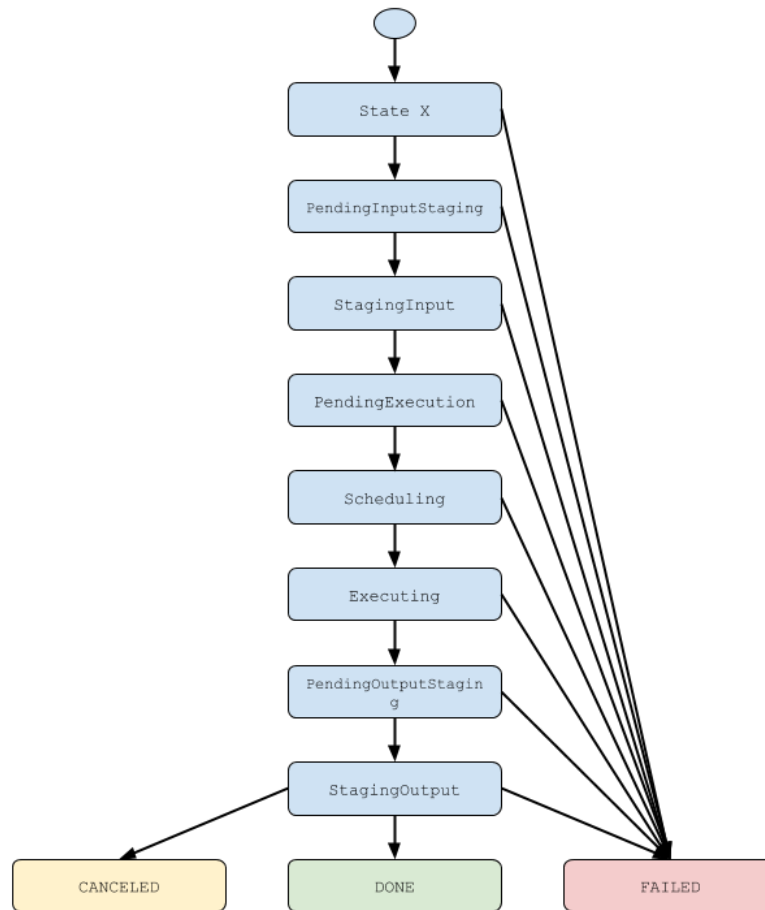 State X
PendingInputStaging
StagingInput
PendingExecution
Scheduling
Executing
PendingOutputStagin
g
StagingOutput
CANCELED
DONE
FAILED